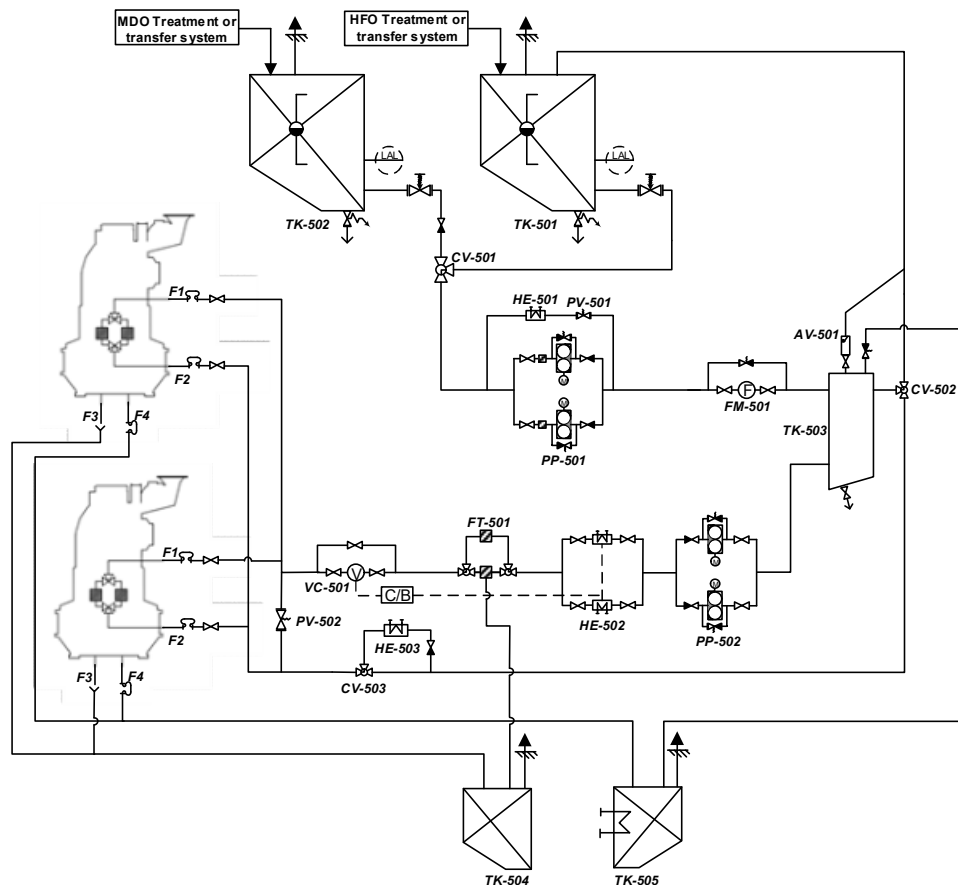 MDO Treatment or
transfer system
HFO Treatment or
transfer system
LAL
LAL
TK-502
TK-501
CV-501
F1
HE-501
PV-501
AV-501
F2
M
M
F
FM-501
CV-502
TK-503
F3
F4
PP-501
FT-501
F1
V
VC-501
C/B
M
M
HE-502
PP-502
PV-502
F2
HE-503
CV-503
F3
F4
TK-504
TK-505